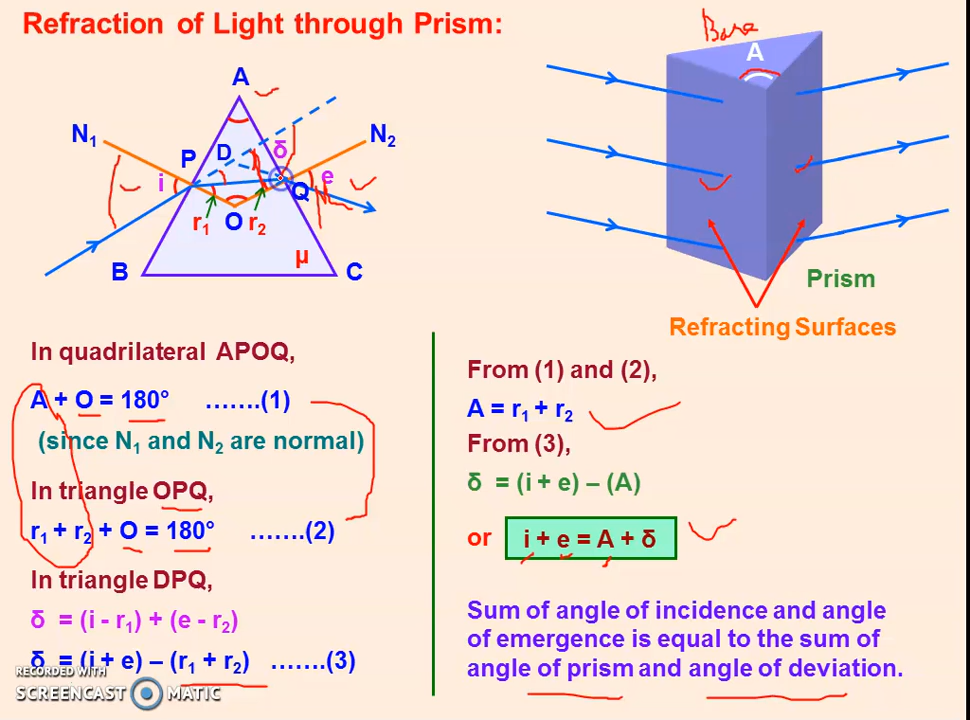 Refraction of Light through Prism:
A
N1
N2
P
D
δ
i
Q
e
r1
O
r2
μ
B
C
Base
A
Prism
Refracting Surfaces
In quadrilateral APOQ,
A + O = 180° …….(1)
(since N1 and N2 are normal)
In triangle OPQ,
r1 + r2 + O = 180° …….(2)
In triangle DPQ,
δ = (i - r1) + (e - r2)
δ = (i + e) – (r1 + r2) …….(3)
From (1) and (2),
A = r1 + r2
From (3),
δ = (i + e) – (A)
or i + e = A + δ
Sum of angle of incidence and angle
of emergence is equal to the sum of
angle of prism and angle of deviation.
RECORDED WITH
SCREENCAST MATIC